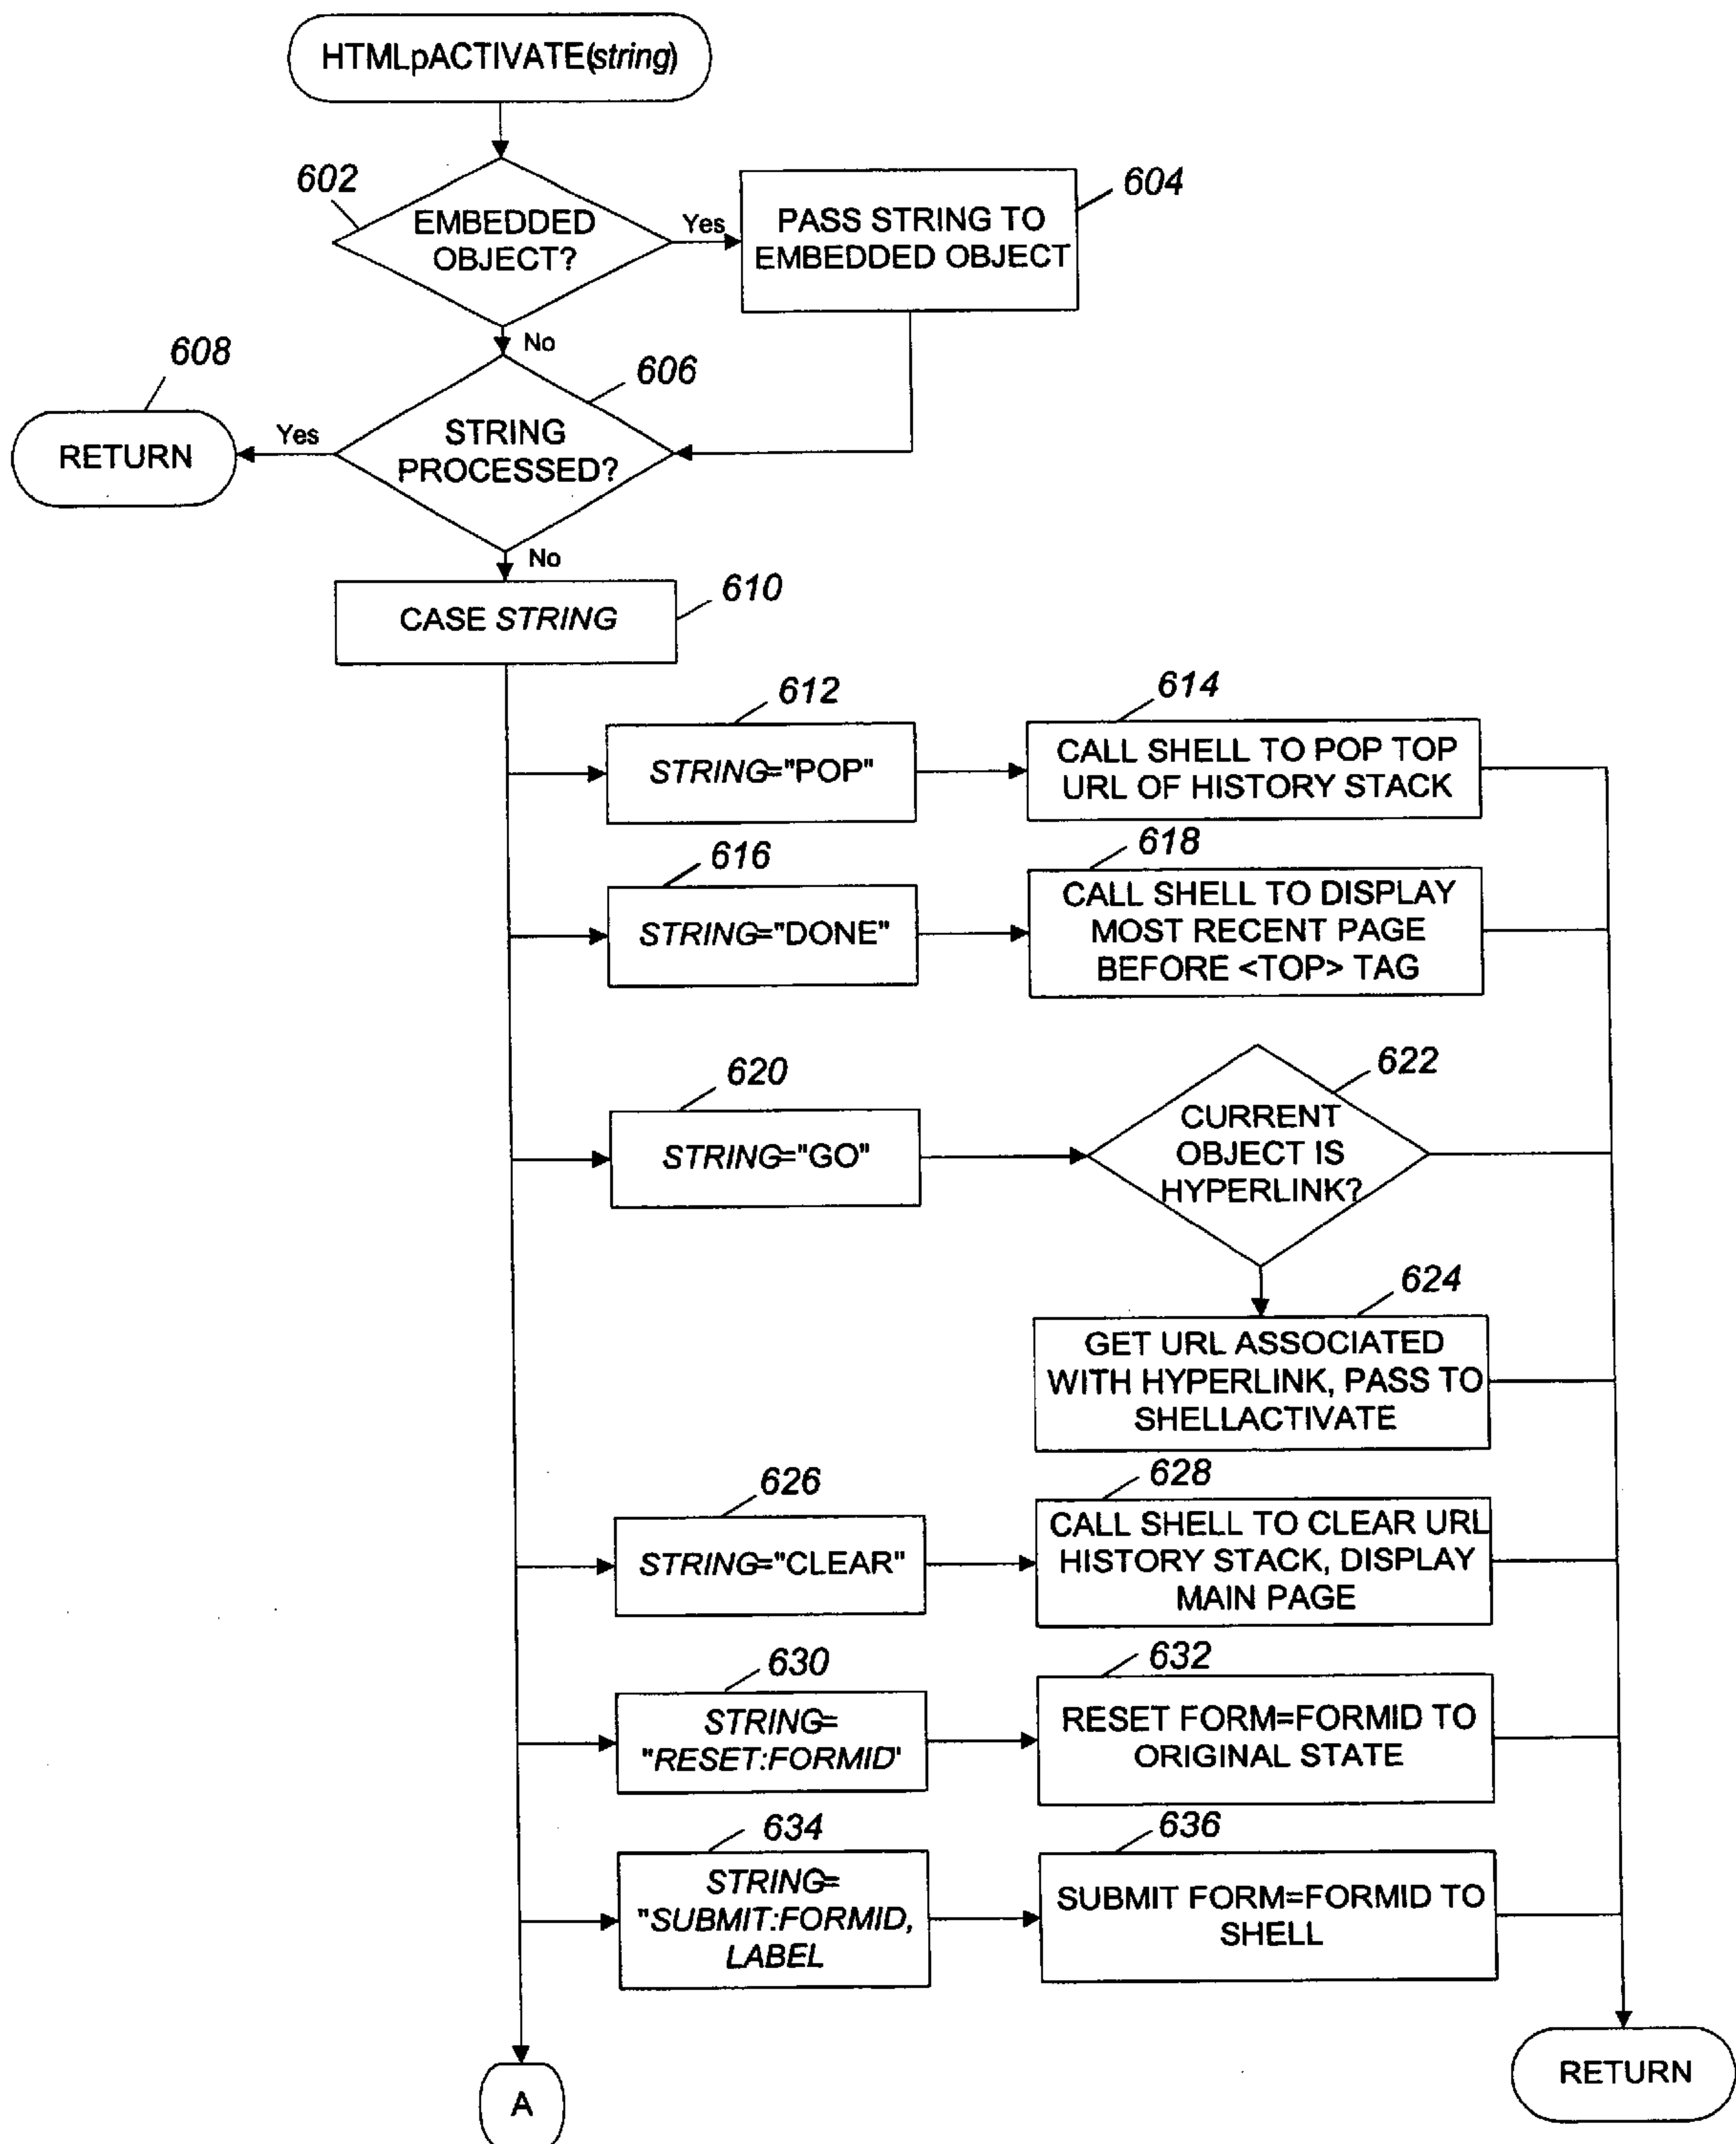 HTMLpACTIVATE(string)
602
EMBEDDED
OBJECT?
Yes
PASS STRING TO
EMBEDDED OBJECT
604
No
608
606
RETURN
Yes
STRING
PROCESSED?
No
CASE STRING
610
612
STRING="POP"
614
CALL SHELL TO POP TOP
URL OF HISTORY STACK
616
STRING="DONE"
618
CALL SHELL TO DISPLAY
MOST RECENT PAGE
BEFORE <TOP> TAG
620
STRING="GO"
622
CURRENT
OBJECT IS
HYPERLINK?
624
GET URL ASSOCIATED
WITH HYPERLINK, PASS TO
SHELLACTIVATE
626
STRING="CLEAR"
628
CALL SHELL TO CLEAR URL
HISTORY STACK, DISPLAY
MAIN PAGE
630
STRING=
"RESET:FORMID"
632
RESET FORM=FORMID TO
ORIGINAL STATE
634
STRING=
"SUBMIT:FORMID,
LABEL
636
SUBMIT FORM=FORMID TO
SHELL
RETURN
A